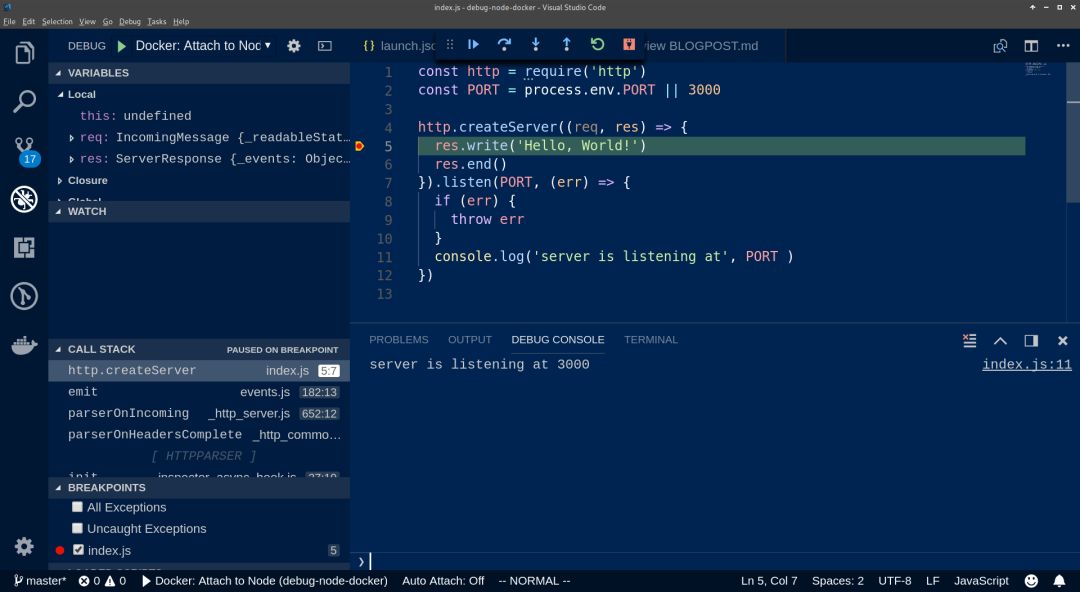 index.js - debug-node-docker - Visual Studio Code
File Edit Selection View Go Debug Tasks Help
DEBUG Docker: Attach to Nod
launch.jsc
iew BLOGPOST.md
VARIABLES
Local
this: undefined
req: IncomingMessage {_readableStat…
res: ServerResponse {_events: Objec…
Closure
Global
WATCH
17
CALL STACK PAUSED ON BREAKPOINT
http.createServer index.js 5:7
emit events.js 182:13
parserOnIncoming _http_server.js 652:12
parserOnHeadersComplete _http_commo…
[ HTTPPARSER ]
init inspector_async_hook.js 27:19
BREAKPOINTS
All Exceptions
Uncaught Exceptions
index.js 5
LOADED SCRIPTS
1 const http = require('http')
2 const PORT = process.env.PORT || 3000
3
4 http.createServer((req, res) => {
5 res.write('Hello, World!')
6 res.end()
7 }).listen(PORT, (err) => {
8 if (err) {
9 throw err
10 }
11 console.log('server is listening at', PORT )
12 })
13
PROBLEMS OUTPUT DEBUG CONSOLE TERMINAL
server is listening at 3000 index.js:11
❯
master* 0 0 Docker: Attach to Node (debug-node-docker) Auto Attach: Off -- NORMAL -- Ln 5, Col 7 Spaces: 2 UTF-8 LF JavaScript